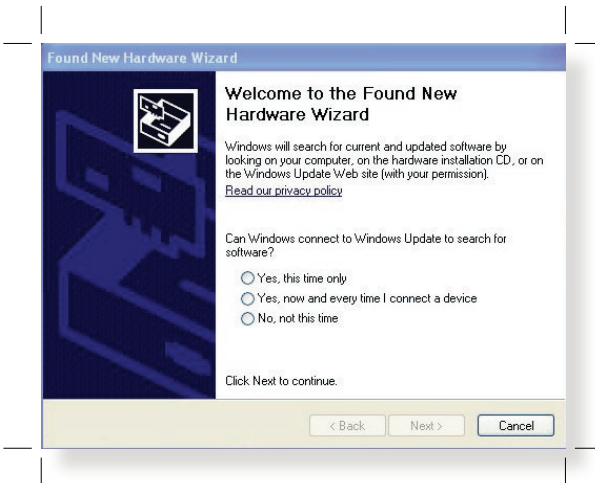 Found New Hardware Wizard
Welcome to the Found New
Hardware Wizard
Windows will search for current and updated software by
looking on your computer, on the hardware installation CD, or on
the Windows Update Web site (with your permission).
Read our privacy policy
Can Windows connect to Windows Update to search for
software?
Yes, this time only
Yes, now and every time I connect a device
No, not this time
Click Next to continue.
< Back
Next >
Cancel